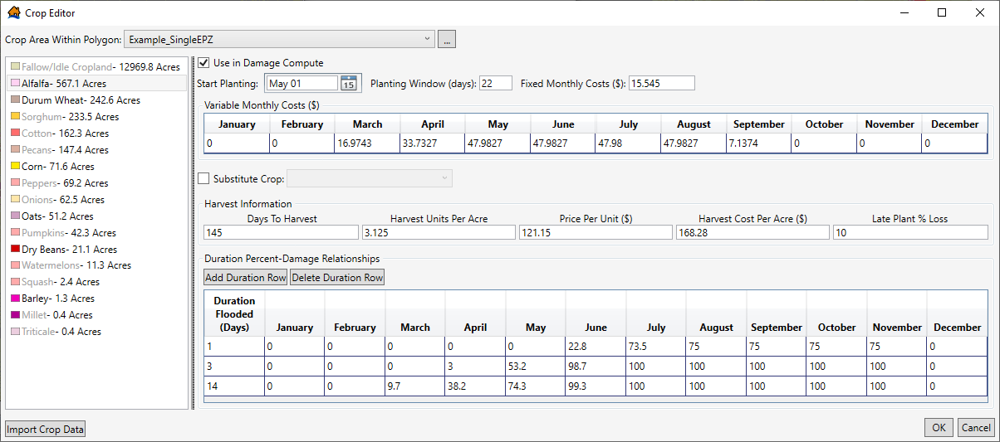 Crop Editor
Crop Area Within Polygon: Example_SingleEPZ ...
Fallow/Idle Cropland- 12969.8 Acres
Alfalfa- 567.1 Acres
Durum Wheat- 242.6 Acres
Sorghum- 233.5 Acres
Cotton- 162.3 Acres
Pecans- 147.4 Acres
Corn- 71.6 Acres
Peppers- 69.2 Acres
Onions- 62.5 Acres
Oats- 51.2 Acres
Pumpkins- 42.3 Acres
Dry Beans- 21.1 Acres
Watermelons- 11.3 Acres
Squash- 2.4 Acres
Barley- 1.3 Acres
Millet- 0.4 Acres
Triticale- 0.4 Acres
Use in Damage Compute
Start Planting: May 01 15 Planting Window (days): 22 Fixed Monthly Costs ($): 15.545
Variable Monthly Costs ($)
January February March April May June July August September October November December
0 0 16.9743 33.7327 47.9827 47.9827 47.98 47.9827 7.1374 0 0 0
Substitute Crop:
Harvest Information
Days To Harvest Harvest Units Per Acre Price Per Unit ($) Harvest Cost Per Acre ($) Late Plant % Loss
145 3.125 121.15 168.28 10
Duration Percent-Damage Relationships
Add Duration Row Delete Duration Row
Duration
Flooded
(Days) January February March April May June July August September October November December
1 0 0 0 0 0 22.8 73.5 75 75 75 75 0
3 0 0 0 3 53.2 98.7 100 100 100 100 100 0
14 0 0 9.7 38.2 74.3 99.3 100 100 100 100 100 0
Import Crop Data OK Cancel